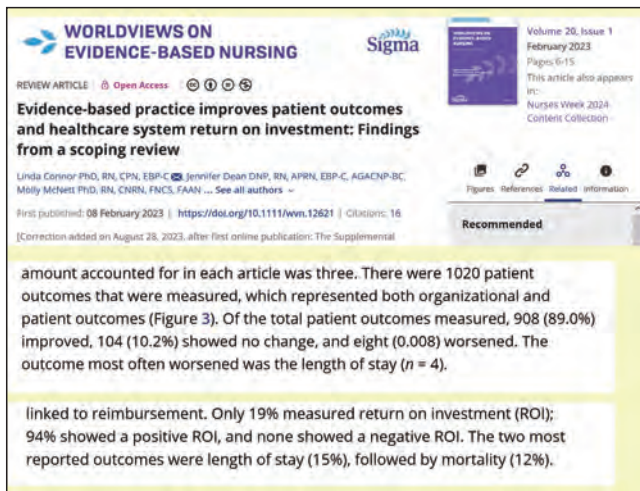 WORLDVIEWS ON
EVIDENCE-BASED NURSING
Sigma
REVIEW ARTICLE Open Access
Evidence-based practice improves patient outcomes
and healthcare system return on investment: Findings
from a scoping review
Linda Connor PhD, RN, CPN, EBP-C Jennifer Dean DNP, RN, APRN, EBP-C, AGACNP-BC,
Molly McNett PhD, RN, CNRN, FNCS, FAAN ... See all authors
First published: 08 February 2023 | https://doi.org/10.1111/wvn.12621 | Citations: 16
[Correction added on August 28, 2023, after first online publication: The Supplemental
Volume 20, Issue 1
February 2023
Pages 6-15
This article also appears
in:
Nurses Week 2024
Content Collection
Figures References Related Information
Recommended
amount accounted for in each article was three. There were 1020 patient
outcomes that were measured, which represented both organizational and
patient outcomes (Figure 3). Of the total patient outcomes measured, 908 (89.0%)
improved, 104 (10.2%) showed no change, and eight (0.008) worsened. The
outcome most often worsened was the length of stay (n = 4).
linked to reimbursement. Only 19% measured return on investment (ROI);
94% showed a positive ROI, and none showed a negative ROI. The two most
reported outcomes were length of stay (15%), followed by mortality (12%).